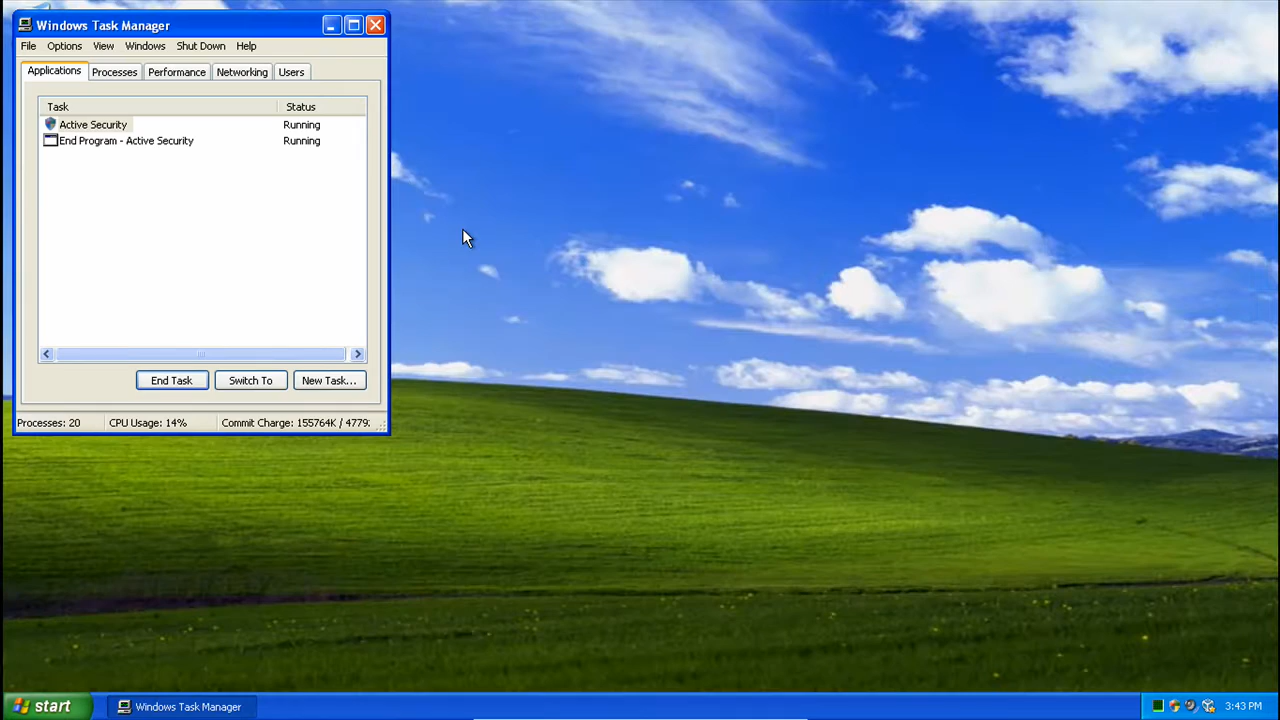 Windows Task Manager
File Options View Windows Shut Down Help
Applications Processes Performance Networking Users
Task Status
Active Security Running
End Program - Active Security Running
End Task Switch To New Task...
Processes: 20 CPU Usage: 14% Commit Charge: 155764K / 4779
start Windows Task Manager 3:43 PM